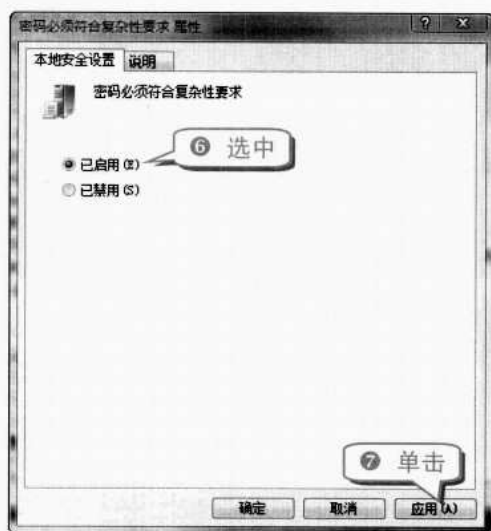 密码必须符合复杂性要求 属性
本地安全设置 说明
密码必须符合复杂性要求
❻ 选中
已启用(E)
已禁用(S)
❼ 单击
确定 取消 应用(A)